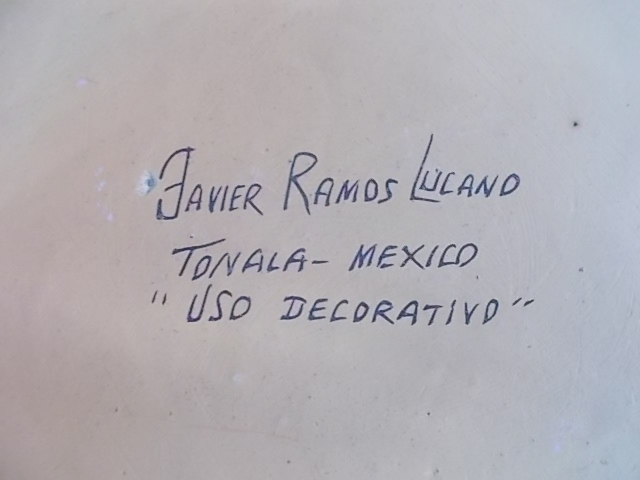 Javier Ramos Lucano
Tonala - Mexico
"Uso Decorativo"